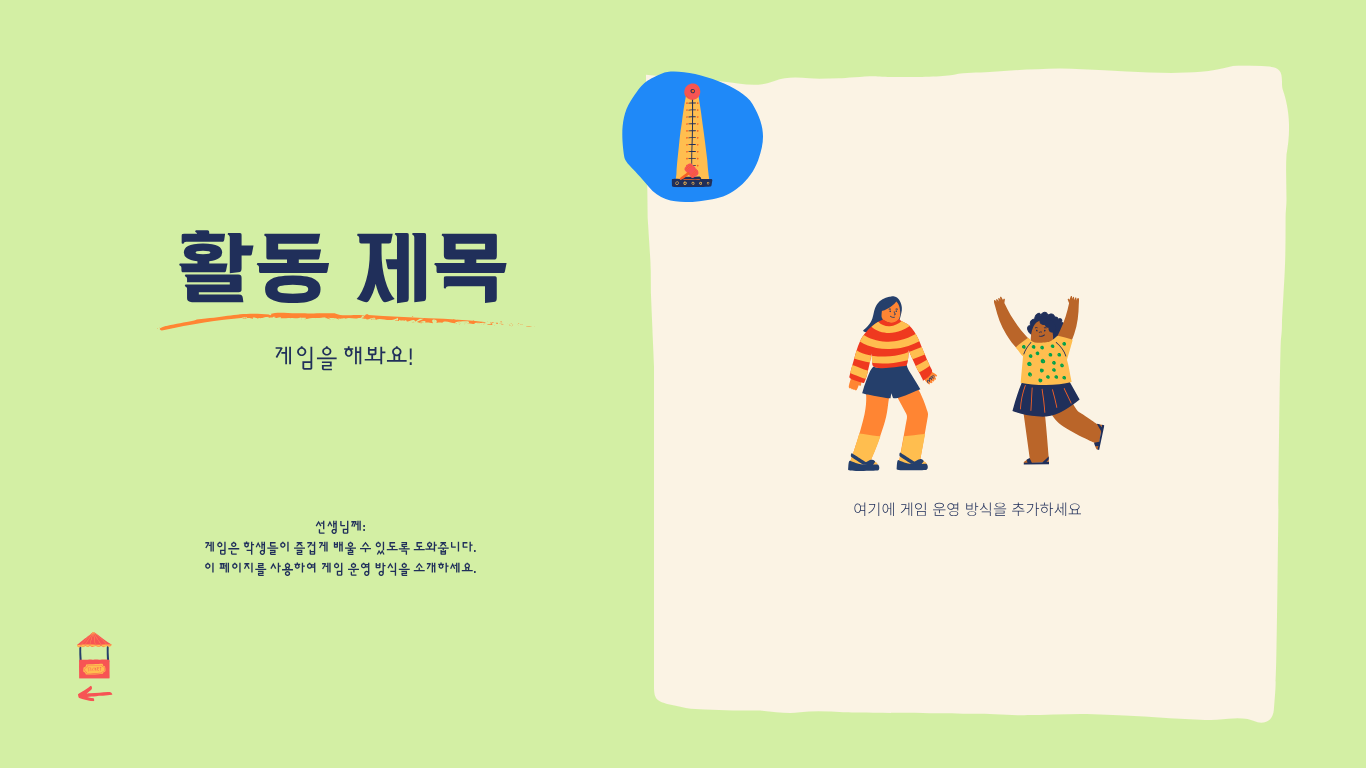 활동 제목
게임을 해봐요!
선생님께:
게임은 학생들이 즐겁게 배울 수 있도록 도와줍니다.
이 페이지를 사용하여 게임 운영 방식을 소개하세요.
여기에 게임 운영 방식을 추가하세요